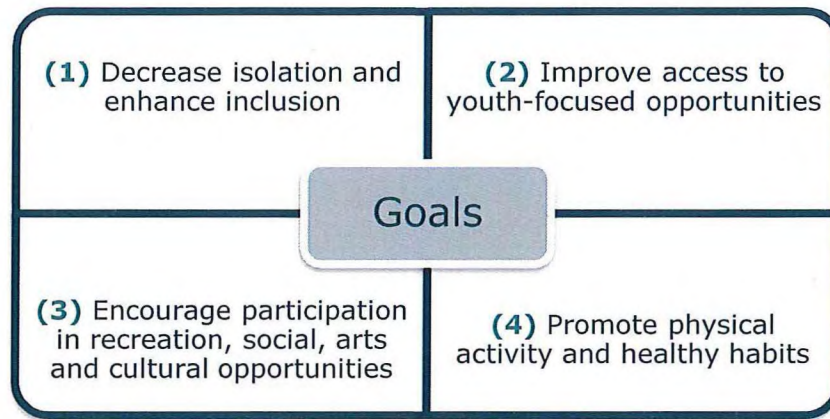 (1) Decrease isolation and
enhance inclusion
(2) Improve access to
youth-focused opportunities
Goals
(3) Encourage participation
in recreation, social, arts
and cultural opportunities
(4) Promote physical
activity and healthy habits